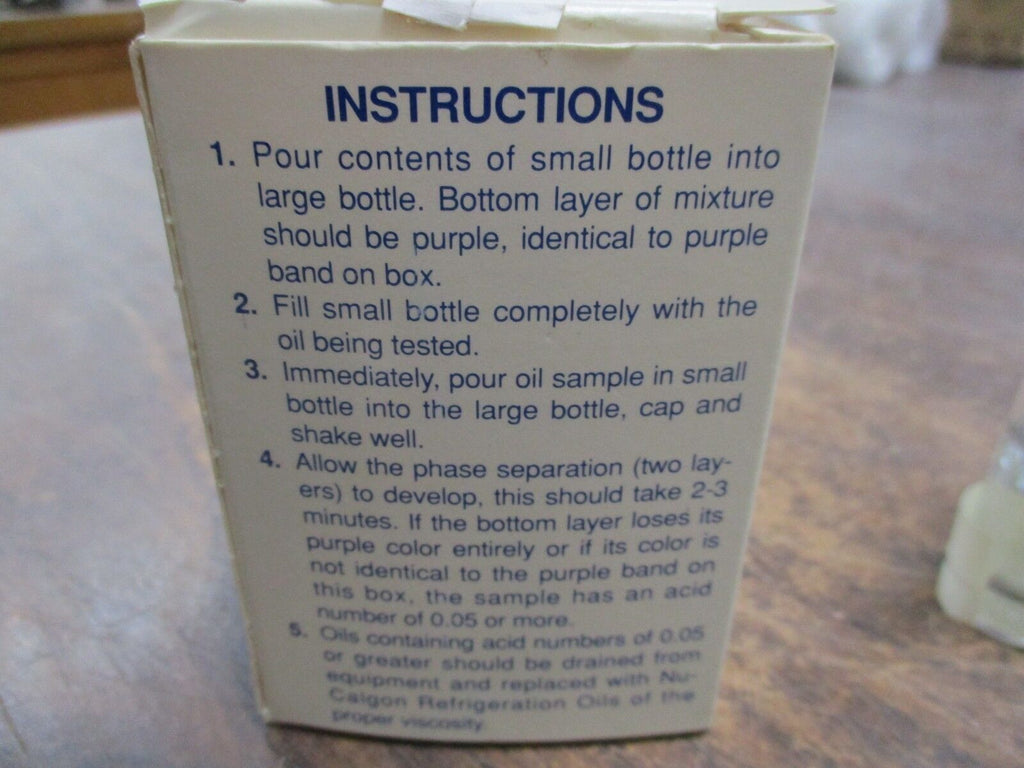 INSTRUCTIONS
1. Pour contents of small bottle into
large bottle. Bottom layer of mixture
should be purple, identical to purple
band on box.
2. Fill small bottle completely with the
oil being tested.
3. Immediately, pour oil sample in small
bottle into the large bottle, cap and
shake well.
4. Allow the phase separation (two lay-
ers) to develop, this should take 2-3
minutes. If the bottom layer loses its
purple color entirely or if its color is
not identical to the purple band on
this box, the sample has an acid
number of 0.05 or more.
5. Oils containing acid numbers of 0.05
or greater should be drained from
equipment and replaced with Nu-
Calgon Refrigeration Oils of the
proper viscosity.